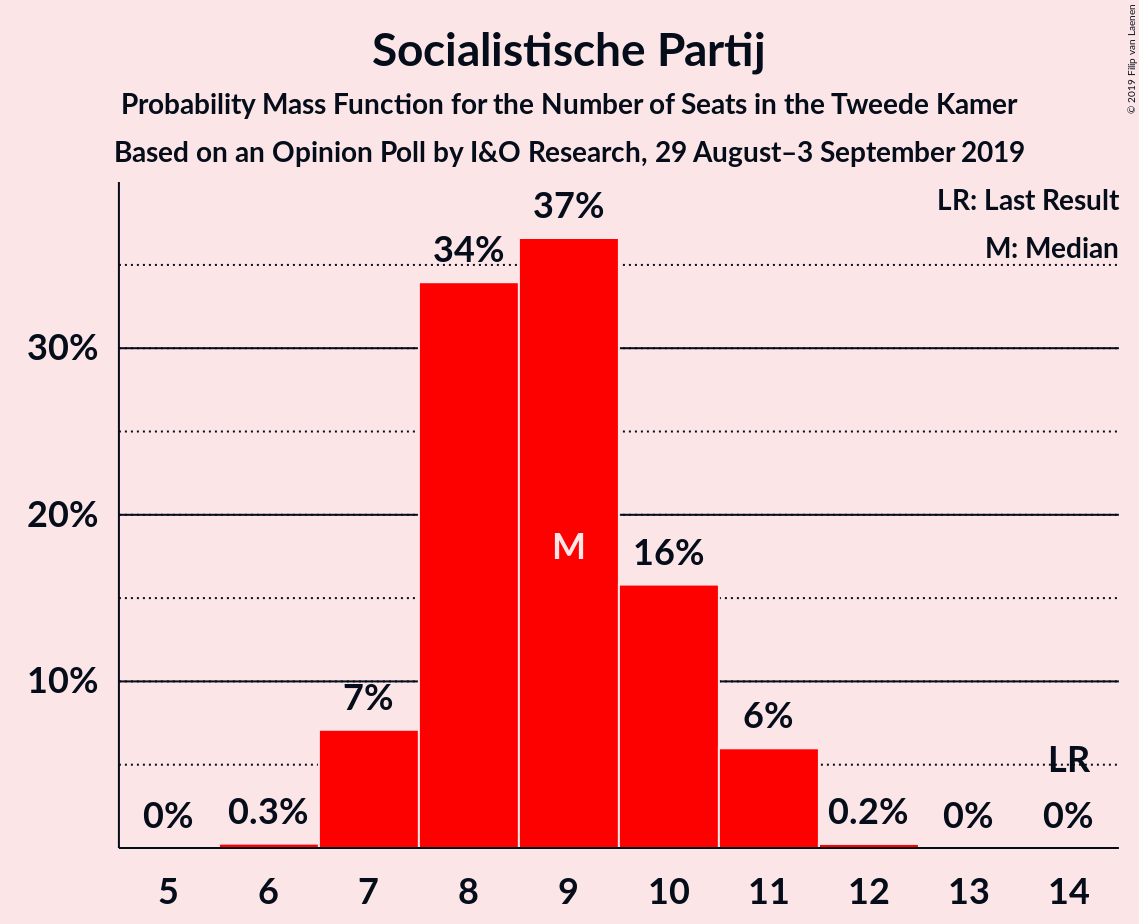 Socialistische Partij
Probability Mass Function for the Number of Seats in the Tweede Kamer
Based on an Opinion Poll by I&O Research, 29 August–3 September 2019
© 2019 Filip van Laenen
LR: Last Result
M: Median
37%
34%
30%
20%
M
16%
10%
7%
6%
LR
0%
0.3%
0.2%
0%
0%
5 6 7 8 9 10 11 12 13 14